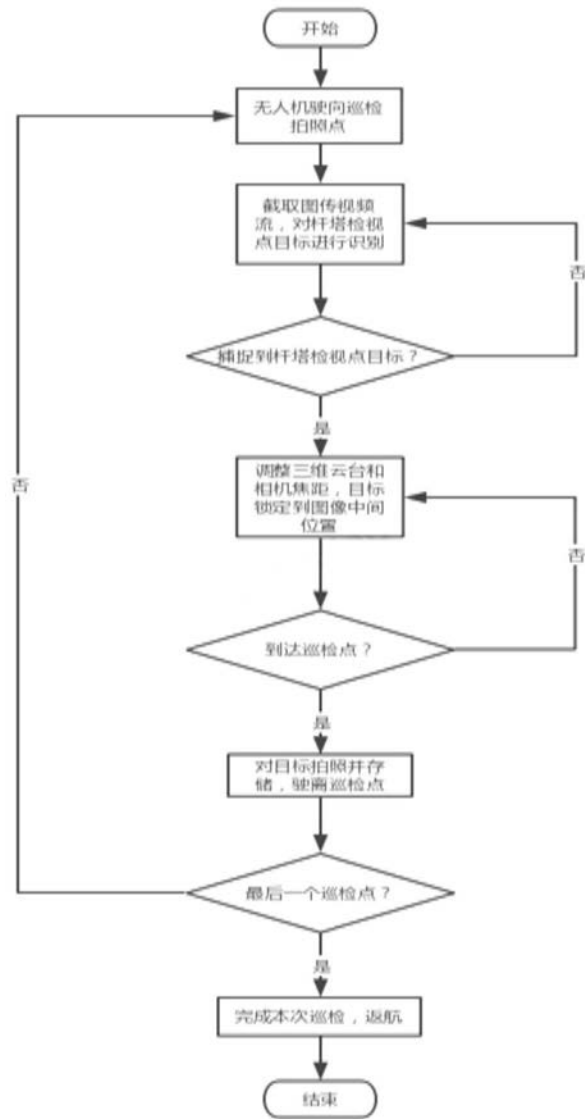 开始
无人机驶向巡检
拍照点
截取图传视频
流，对杆塔检视
点目标进行识别
否
捕捉到杆塔检视点目标？
是
调整三维云台和
相机焦距，目标
锁定到图像中间
位置
否
否
到达巡检点？
是
对目标拍照并存
储，驶离巡检点
最后一个巡检点？
是
完成本次巡检，返航
结束